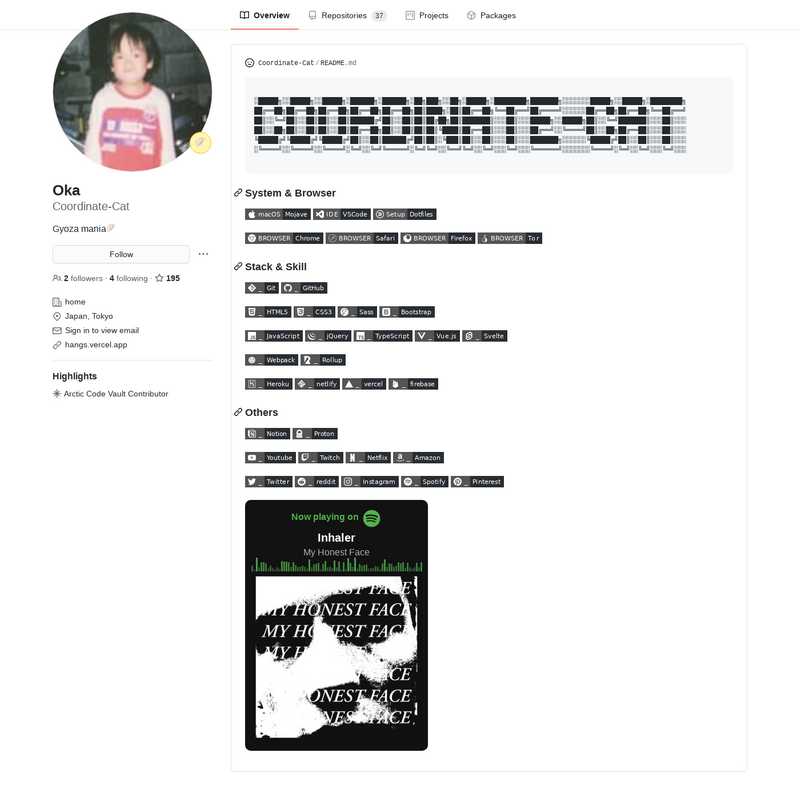 Overview Repositories 37 Projects Packages
Oka
Coordinate-Cat
Gyoza mania
Follow
2 followers · 4 following · 195
home
Japan, Tokyo
Sign in to view email
hangs.vercel.app
Highlights
Arctic Code Vault Contributor
Coordinate-Cat/README.md
COORDINATE-CAT
System & Browser
macOS Mojave IDE VSCode Setup Dotfiles
BROWSER Chrome BROWSER Safari BROWSER Firefox BROWSER Tor
Stack & Skill
_ Git _ GitHub
_ HTML5 _ CSS3 _ Sass _ Bootstrap
_ JavaScript _ jQuery _ TypeScript _ Vue.js _ Svelte
_ Webpack _ Rollup
_ Heroku _ netlify _ vercel _ firebase
Others
_ Notion _ Proton
_ Youtube _ Twitch _ Netflix _ Amazon
_ Twitter _ reddit _ Instagram _ Spotify _ Pinterest
Now playing on
Inhaler
My Honest Face
FACE
MY HONEST FACE
MY HONEST FACE
MY H
CE
ONEST FACE
ONEST FACE